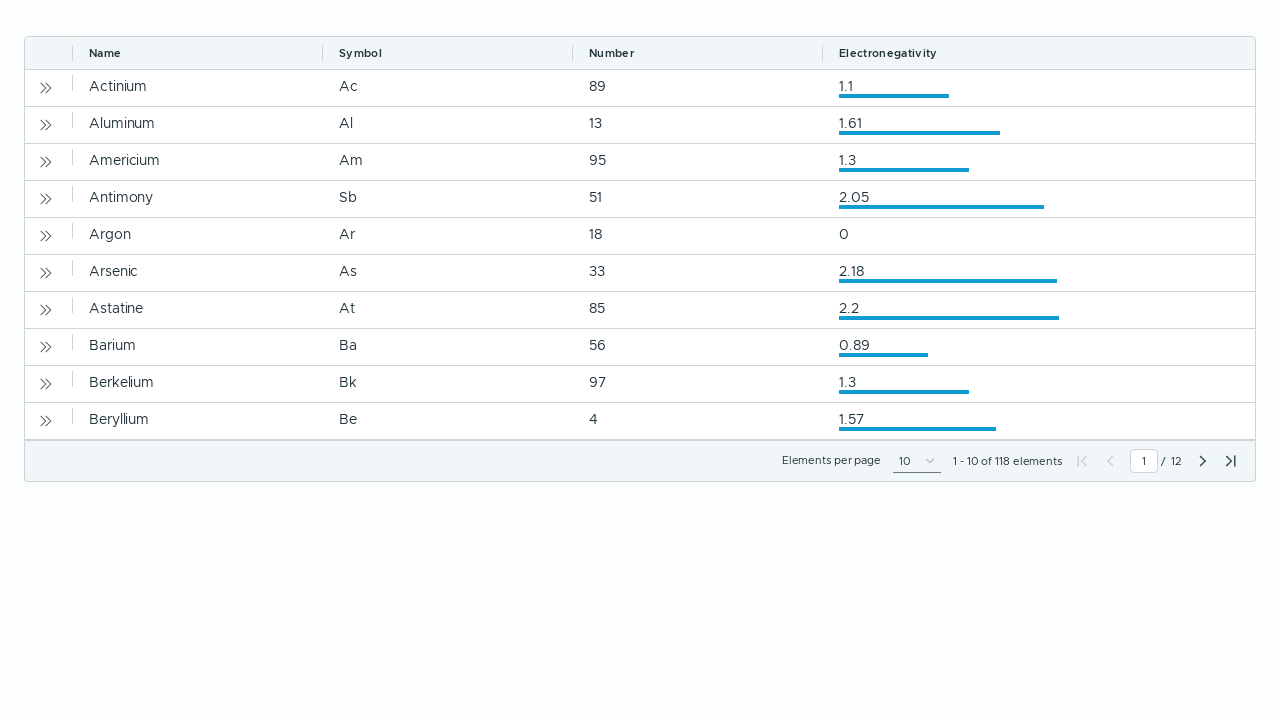 Name Symbol Number Electronegativity
Actinium Ac 89 1.1
Aluminum Al 13 1.61
Americium Am 95 1.3
Antimony Sb 51 2.05
Argon Ar 18 0
Arsenic As 33 2.18
Astatine At 85 2.2
Barium Ba 56 0.89
Berkelium Bk 97 1.3
Beryllium Be 4 1.57
Elements per page 10 1 - 10 of 118 elements 1 / 12